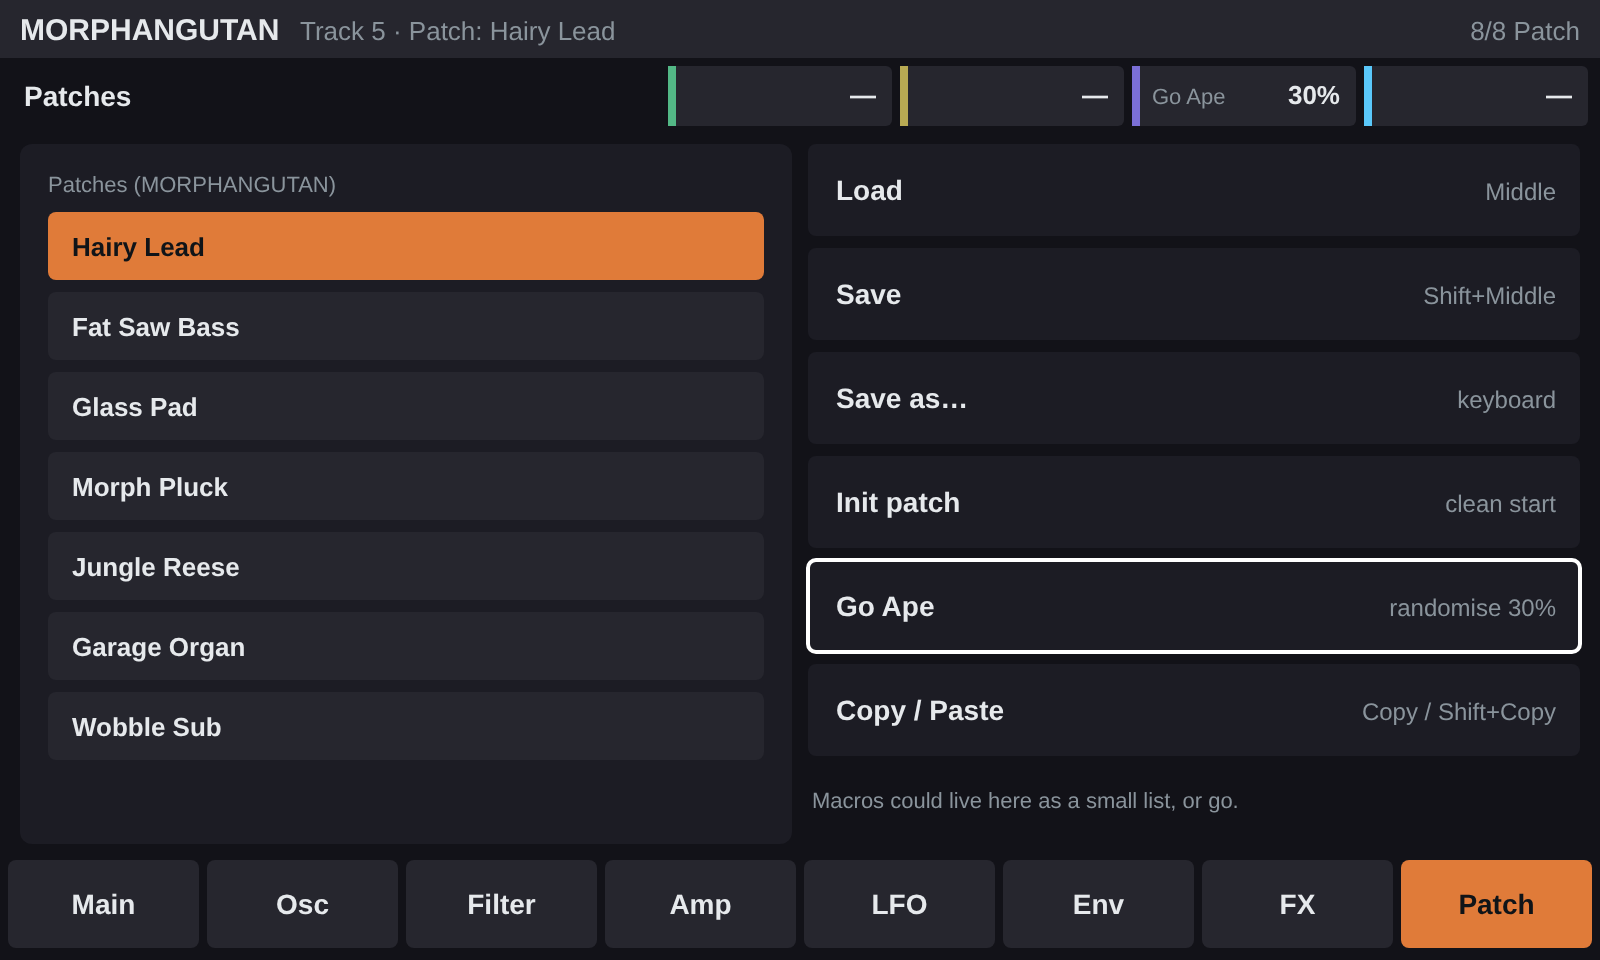 MORPHANGUTAN Track 5 · Patch: Hairy Lead 8/8 Patch
Patches — — Go Ape 30% —
Patches (MORPHANGUTAN)
Hairy Lead
Fat Saw Bass
Glass Pad
Morph Pluck
Jungle Reese
Garage Organ
Wobble Sub
Load Middle
Save Shift+Middle
Save as… keyboard
Init patch clean start
Go Ape randomise 30%
Copy / Paste Copy / Shift+Copy
Macros could live here as a small list, or go.
Main Osc Filter Amp LFO Env FX Patch